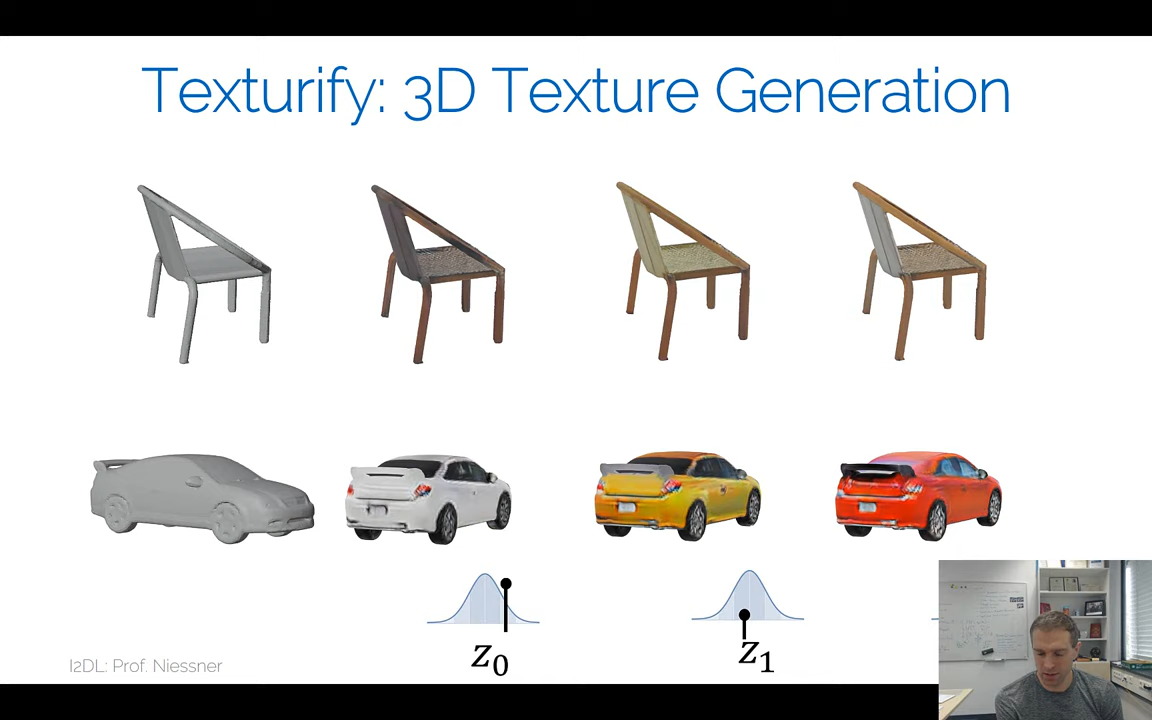 Texturify: 3D Texture Generation
z₀
z₁
I2DL: Prof. Niessner